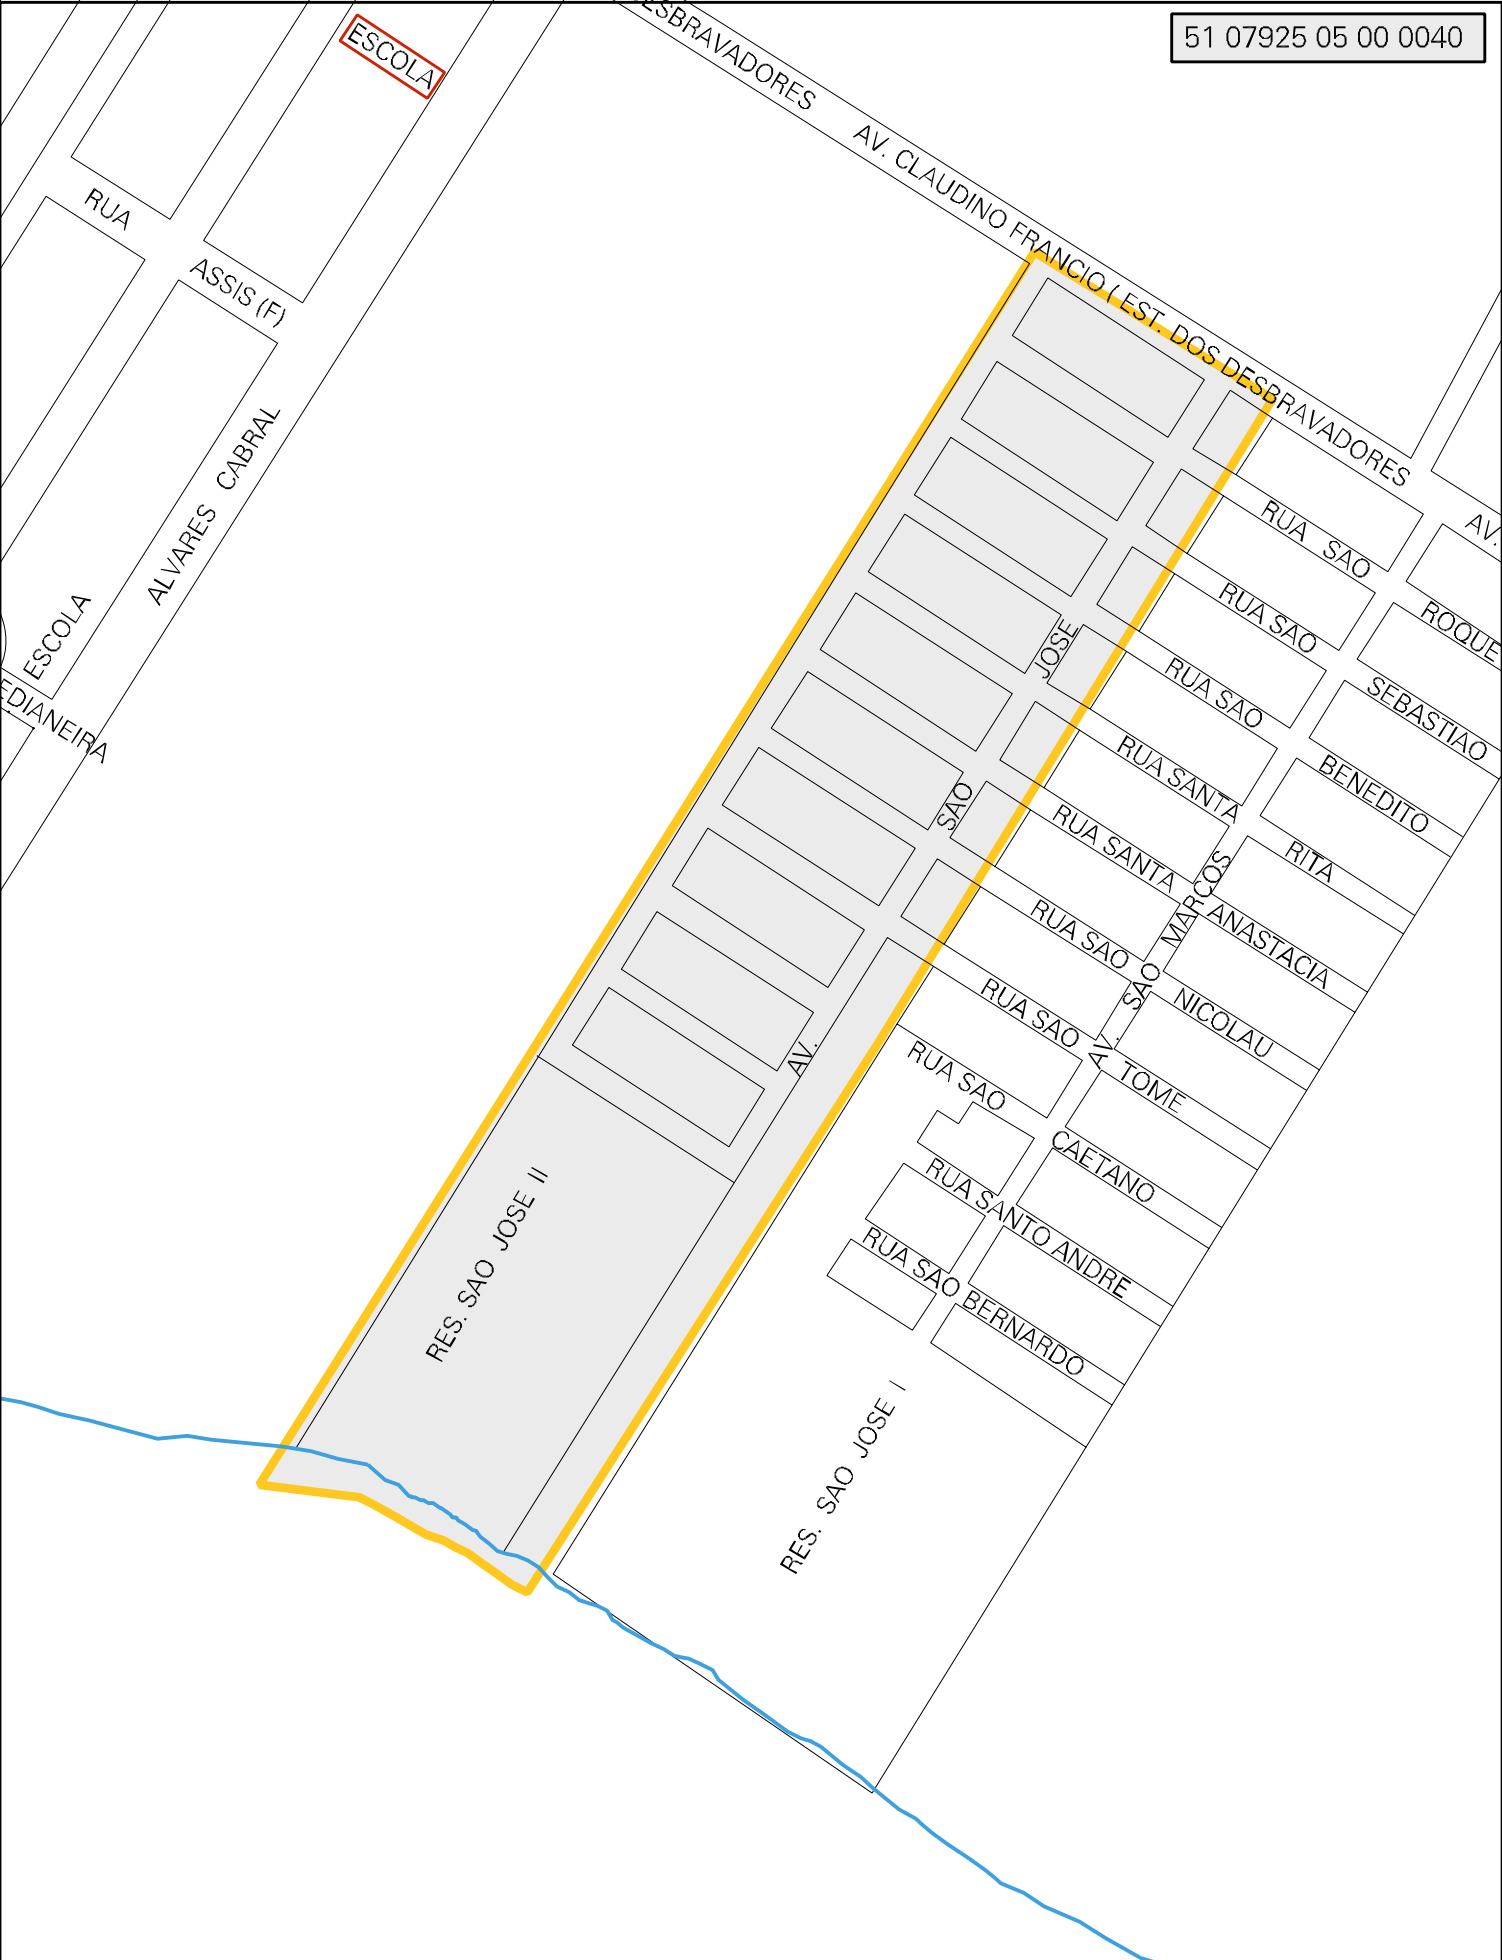 51 07925 05 00 0040
ESCOLA
DESBRAVADORES
AV. CLAUDINO FRANCIO ( EST. DOS DESBRAVADORES
RUA ASSIS (F)
ALVARES CABRAL
ESCOLA
EDIANEIRA
AV.
RUA SAO ROQUE
RUA SAO SEBASTIAO
RUA SAO BENEDITO
RUA SANTA RITA
RUA SANTA ANASTACIA
RUA SAO NICOLAU
RUA SAO TOME
RUA SAO CAETANO
RUA SANTO ANDRE
RUA SAO BERNARDO
AV. SAO JOSE
AV. SAO MARCOS
RES. SAO JOSE II
RES. SAO JOSE I